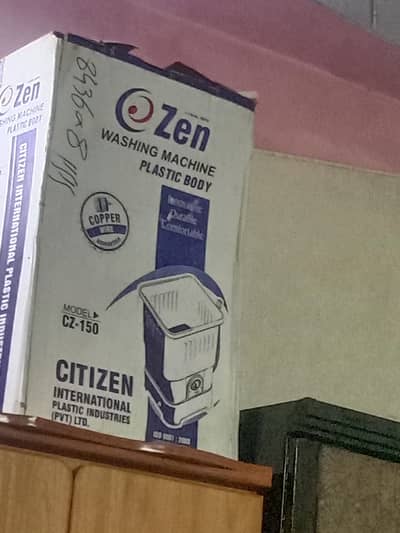 Zen
WASHING MACHINE
PLASTIC BODY
CITIZEN INTERNATIONAL PLASTIC
Zen
WASHING MACHINE
PLASTIC BODY
Innovative
Durable
Comfortable
COPPER
WIRE
MODEL
CZ-150
CITIZEN
INTERNATIONAL
PLASTIC INDUSTRIES
(PVT) LTD.